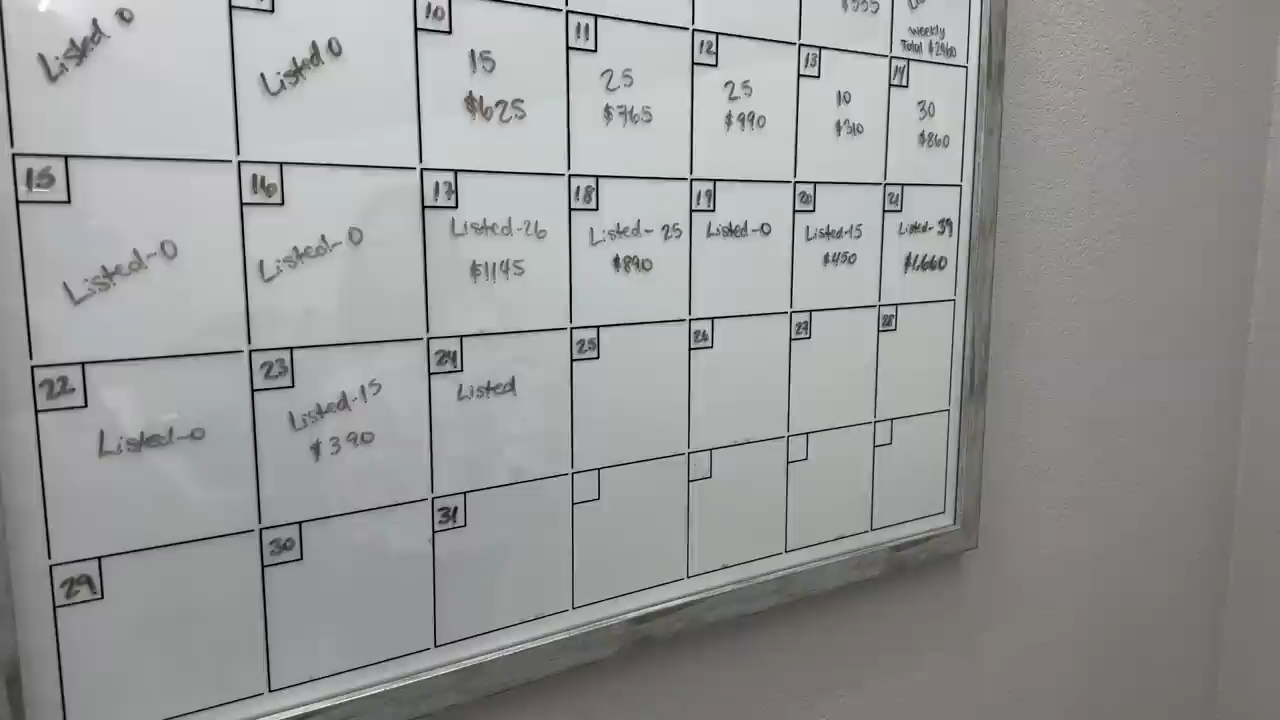 $535
weekly
Total $2960
Listed 0
Listed 0
10
15
$625
11
25
$765
12
25
$990
13
10
$310
14
30
$860
15
Listed-0
16
Listed-0
17
Listed-26
$1145
18
Listed-25
$890
19
Listed-0
20
Listed-15
$450
21
Listed-39
$1,660
22
Listed-0
23
Listed-15
$390
24
Listed
25
26
27
28
29
30
31